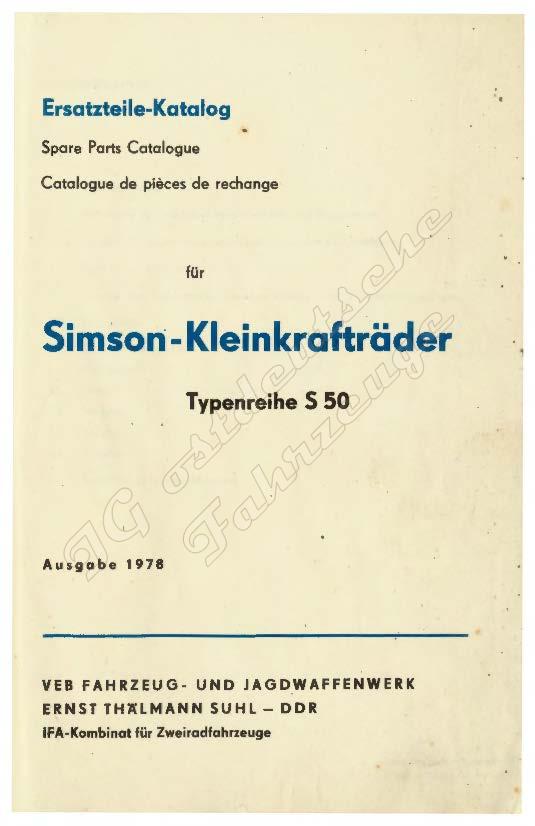 Ersatzteile-Katalog
Spare Parts Catalogue
Catalogue de pièces de rechange
für
Simson-Kleinkrafträder
Typenreihe S 50
IG ostdeutsche
Fahrzeuge
Ausgabe 1978
VEB FAHRZEUG- UND JAGDWAFFENWERK
ERNST THÄLMANN SUHL – DDR
IFA-Kombinat für Zweiradfahrzeuge